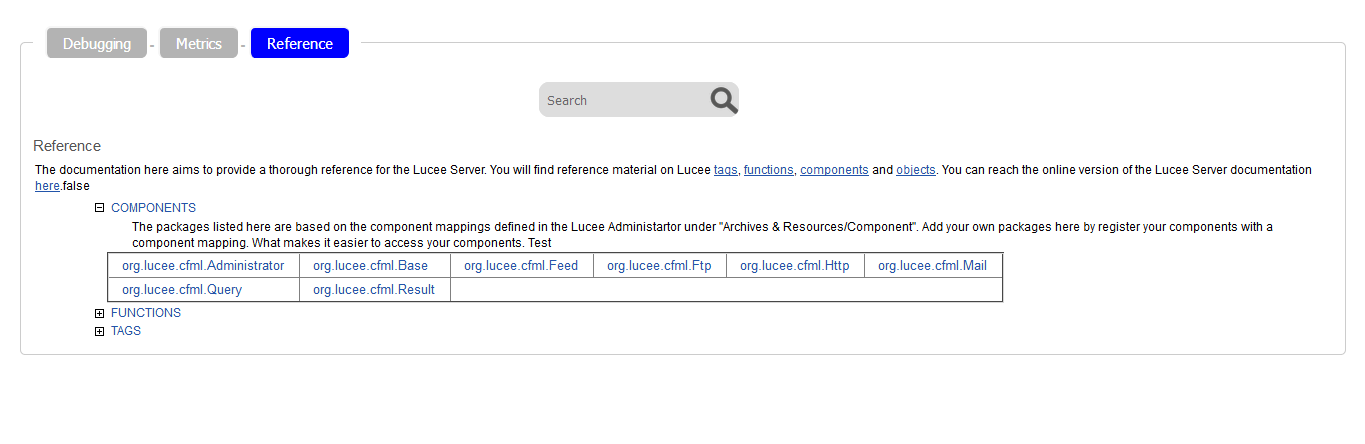 Debugging - Metrics - Reference
Search
Reference
The documentation here aims to provide a thorough reference for the Lucee Server. You will find reference material on Lucee tags, functions, components and objects. You can reach the online version of the Lucee Server documentation
here.false
COMPONENTS
The packages listed here are based on the component mappings defined in the Lucee Administartor under "Archives & Resources/Component". Add your own packages here by register your components with a
component mapping. What makes it easier to access your components. Test
org.lucee.cfml.Administrator org.lucee.cfml.Base org.lucee.cfml.Feed org.lucee.cfml.Ftp org.lucee.cfml.Http org.lucee.cfml.Mail
org.lucee.cfml.Query org.lucee.cfml.Result
FUNCTIONS
TAGS